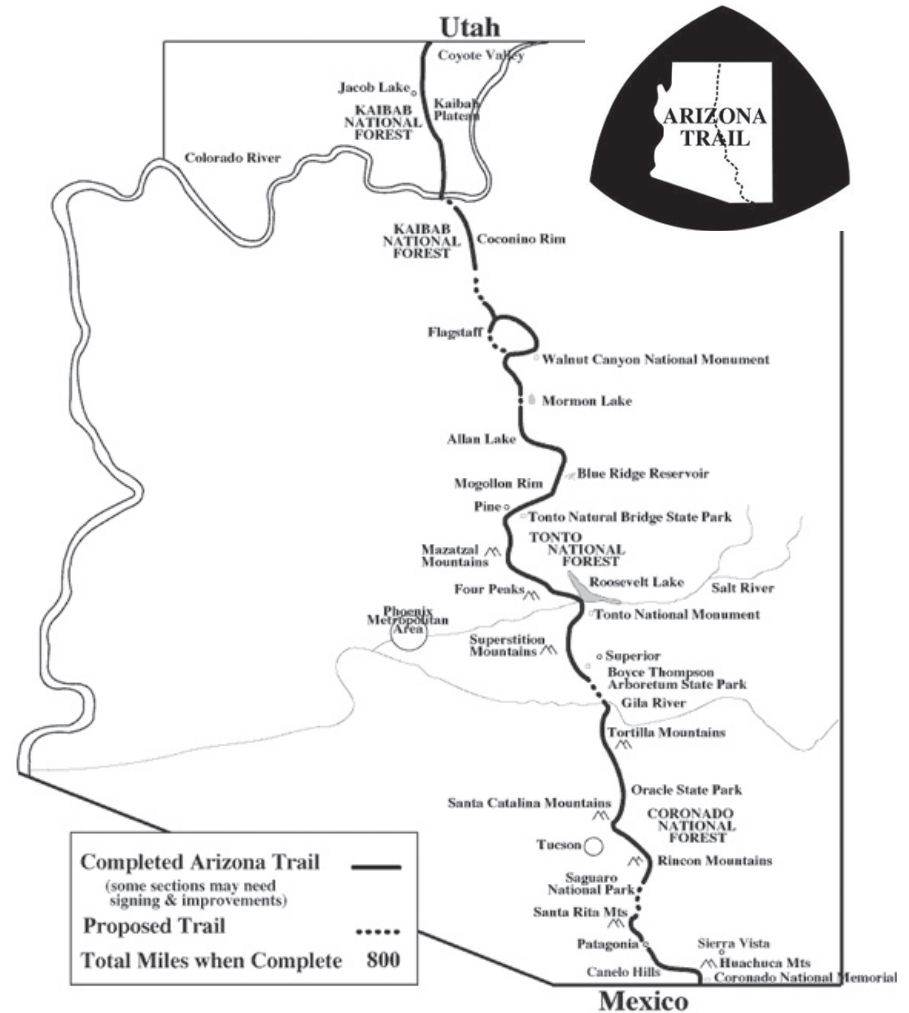 Utah
Coyote Valley
Jacob Lake
KAIBAB
NATIONAL
FOREST
Kaibab
Plateau
ARIZONA
TRAIL
Colorado River
KAIBAB
NATIONAL
FOREST
Coconino Rim
Flagstaff
Walnut Canyon National Monument
Mormon Lake
Allan Lake
Blue Ridge Reservoir
Mogollon Rim
Pine
Tonto Natural Bridge State Park
TONTO
NATIONAL
FOREST
Mazatzal
Mountains
Roosevelt Lake
Salt River
Four Peaks
Phoenix
Metropolitan
Area
Tonto National Monument
Superstition
Mountains
Superior
Boyce Thompson
Arboretum State Park
Gila River
Tortilla Mountains
Oracle State Park
Santa Catalina Mountains
CORONADO
NATIONAL
FOREST
Tucson
Rincon Mountains
Saguaro
National Park
Santa Rita Mts
Patagonia
Sierra Vista
Huachuca Mts
Canelo Hills
Coronado National Memorial
Mexico
Completed Arizona Trail
(some sections may need
signing & improvements)
Proposed Trail
Total Miles when Complete 800